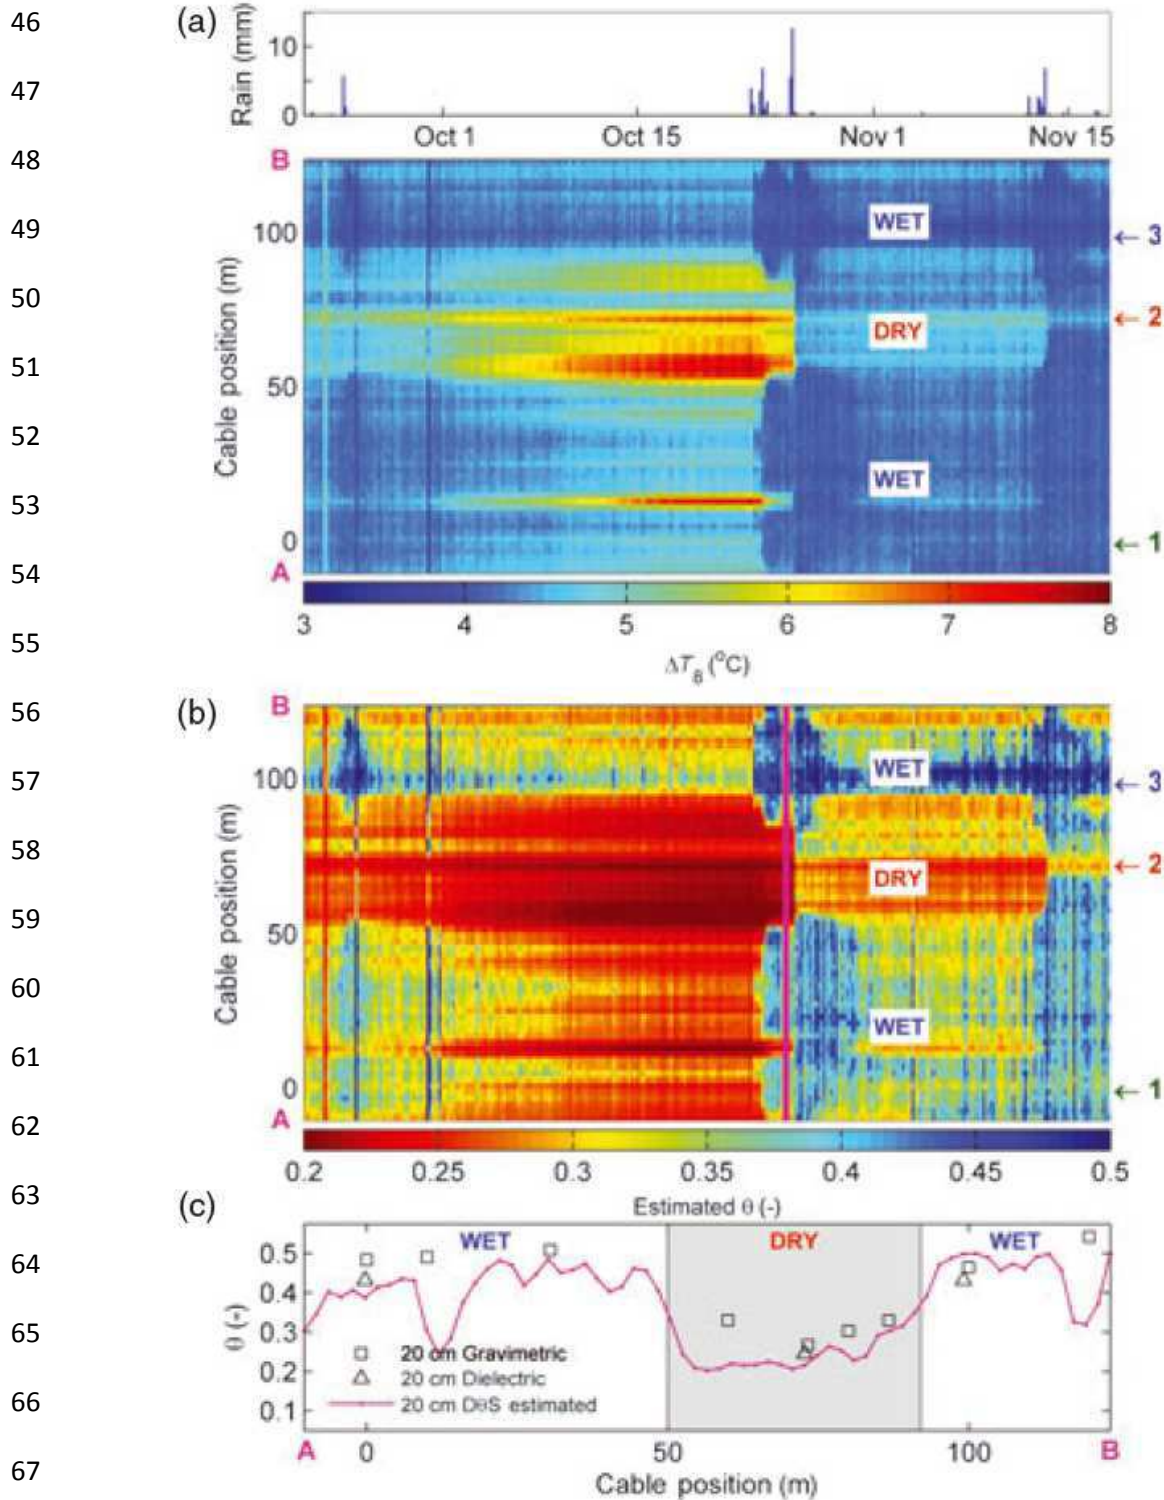 46
(a)
Rain (mm)
10
0
47
Oct 1 Oct 15 Nov 1 Nov 15
48
B
49
100
WET
← 3
50
Cable position (m)
DRY
← 2
51
50
52
WET
53
0
← 1
54
A
3 4 5 6 7 8
55
ΔT8 (°C)
56
(b)
B
57
100
WET
← 3
58
Cable position (m)
DRY
← 2
59
50
60
WET
61
0
← 1
62
A
0.2 0.25 0.3 0.35 0.4 0.45 0.5
63
(c)
Estimated θ (-)
64
0.5
WET DRY WET
0.4
65
θ (-)
0.3
□ 20 cm Gravimetric
0.2
△ 20 cm Dielectric
66
20 cm DθS estimated
0.1
67
A 0 50 100 B
Cable position (m)